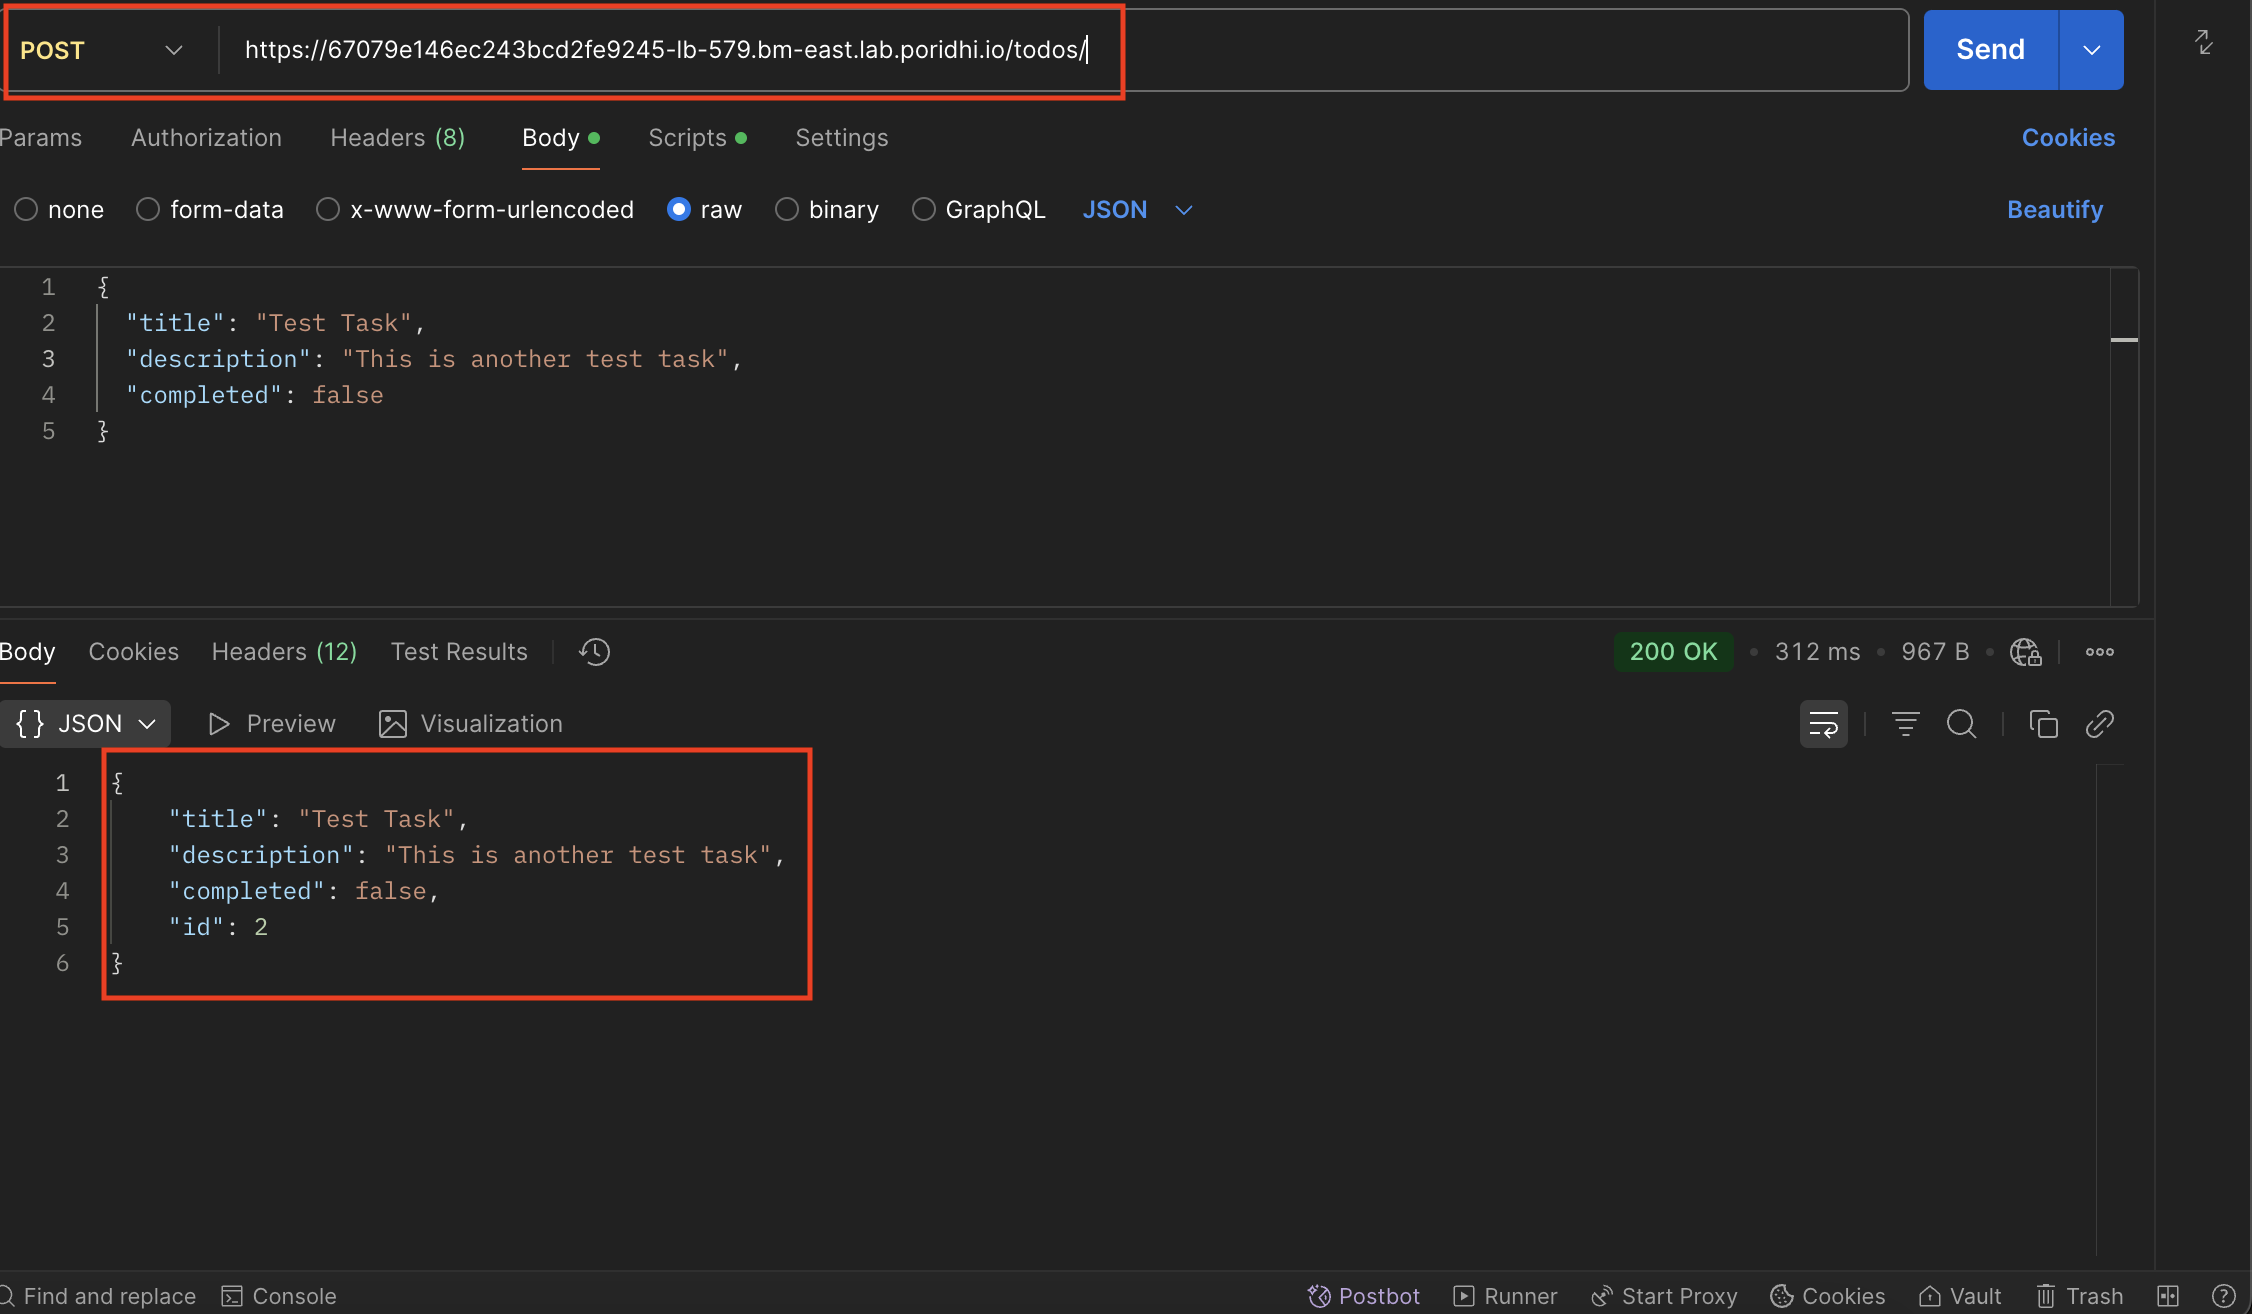 POST https://67079e146ec243bcd2fe9245-lb-579.bm-east.lab.poridhi.io/todos/ Send
Params Authorization Headers (8) Body Scripts Settings Cookies
none form-data x-www-form-urlencoded raw binary GraphQL JSON Beautify
1 {
2 "title": "Test Task",
3 "description": "This is another test task",
4 "completed": false
5 }
Body Cookies Headers (12) Test Results 200 OK • 312 ms • 967 B •
{} JSON Preview Visualization
1 {
2 "title": "Test Task",
3 "description": "This is another test task",
4 "completed": false,
5 "id": 2
6 }
Find and replace Console Postbot Runner Start Proxy Cookies Vault Trash